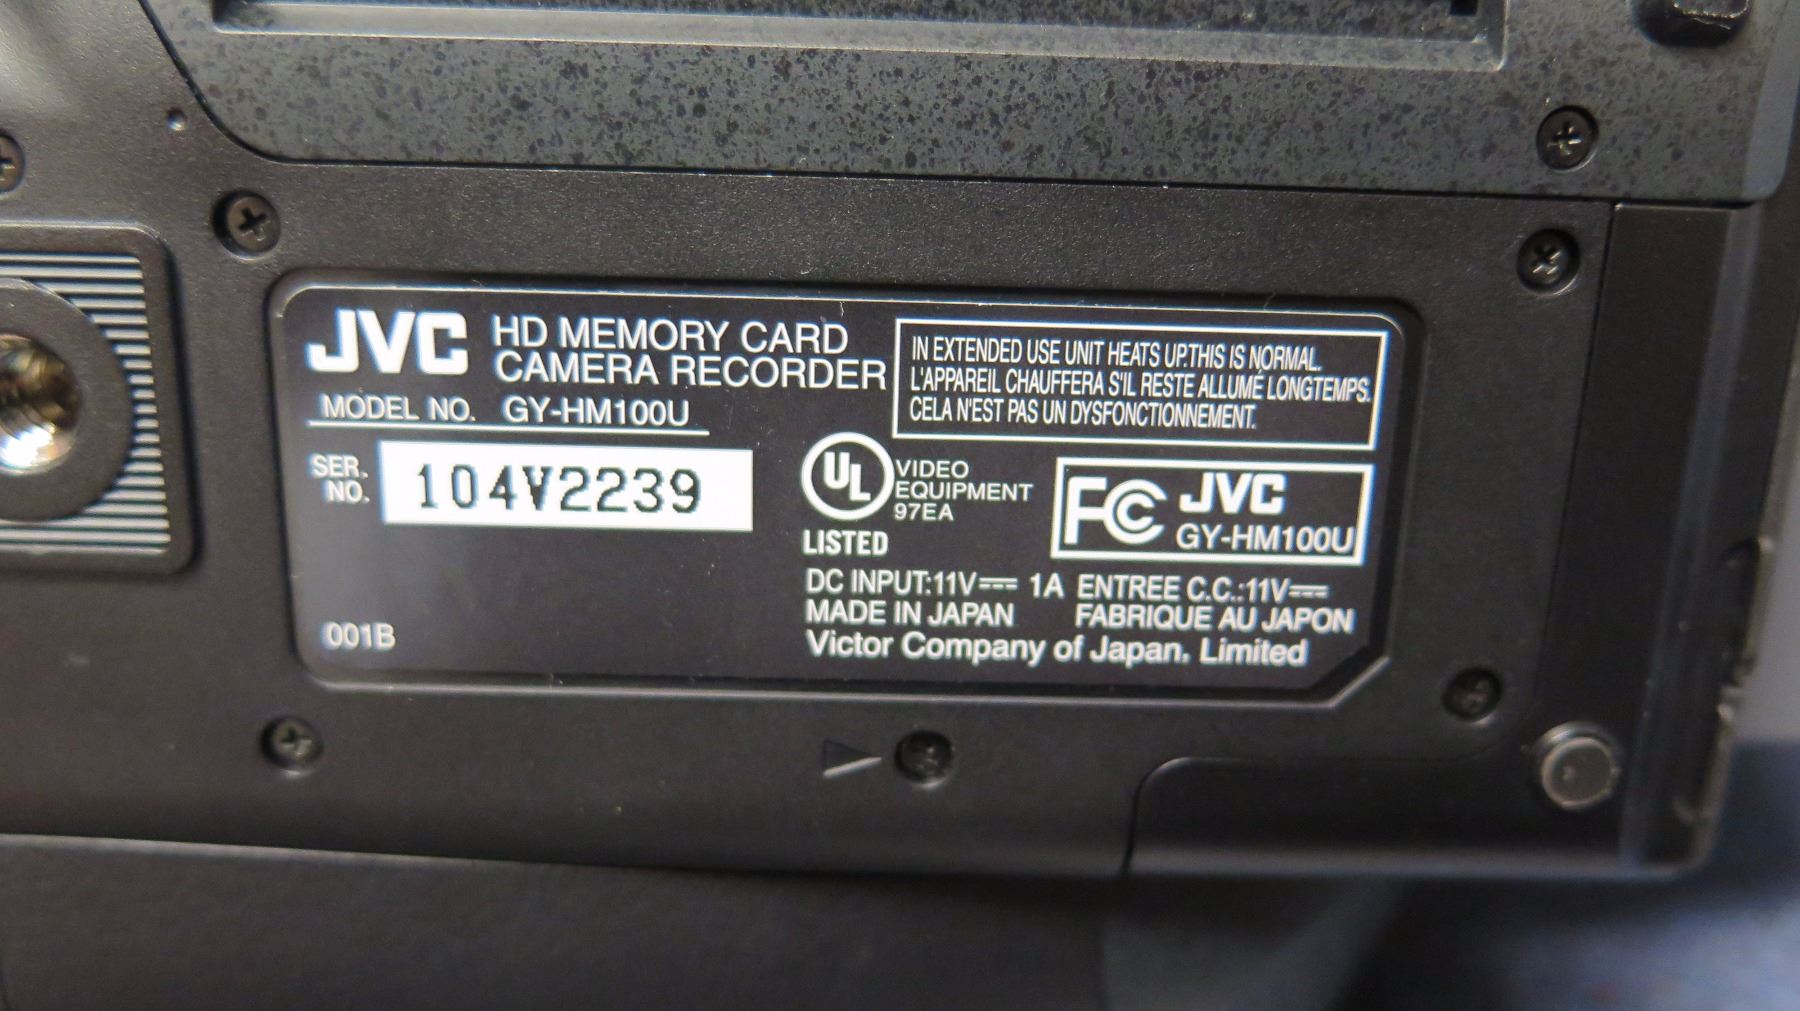 JVC HD MEMORY CARD
CAMERA RECORDER
MODEL NO. GY-HM100U
SER. NO. 104V2239
001B
IN EXTENDED USE UNIT HEATS UP.THIS IS NORMAL.
L'APPAREIL CHAUFFERA S'IL RESTE ALLUMÉ LONGTEMPS.
CELA N'EST PAS UN DYSFONCTIONNEMENT.
UL VIDEO
EQUIPMENT
97EA
LISTED
FC JVC
GY-HM100U
DC INPUT:11V⎓ 1A ENTREE C.C.:11V⎓
MADE IN JAPAN FABRIQUE AU JAPON
Victor Company of Japan, Limited